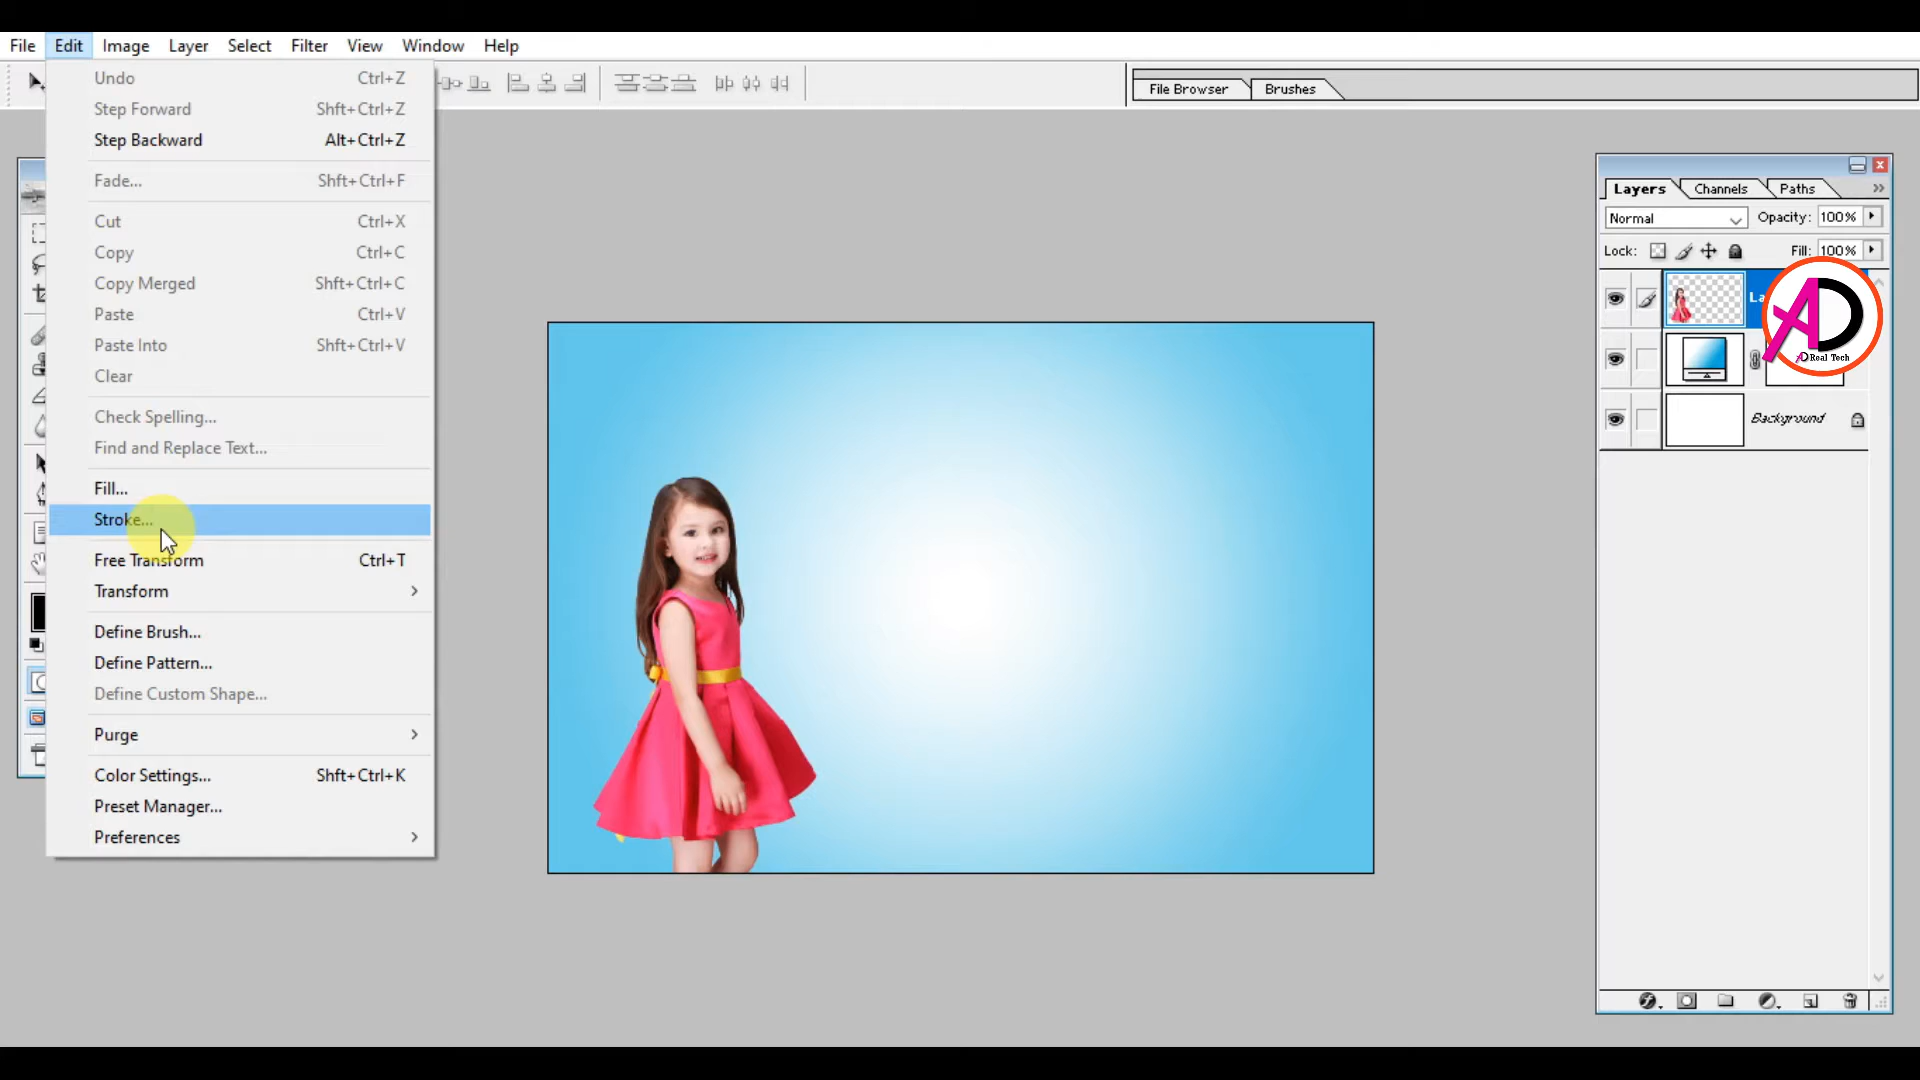 File Edit Image Layer Select Filter View Window Help
File Browser Brushes
Undo Ctrl+Z
Step Forward Shft+Ctrl+Z
Step Backward Alt+Ctrl+Z
Fade... Shft+Ctrl+F
Cut Ctrl+X
Copy Ctrl+C
Copy Merged Shft+Ctrl+C
Paste Ctrl+V
Paste Into Shft+Ctrl+V
Clear
Check Spelling...
Find and Replace Text...
Fill...
Stroke...
Free Transform Ctrl+T
Transform
Define Brush...
Define Pattern...
Define Custom Shape...
Purge
Color Settings... Shft+Ctrl+K
Preset Manager...
Preferences
Layers Channels Paths
Normal Opacity: 100%
Lock: Fill: 100%
AD
AD Real Tech
Background